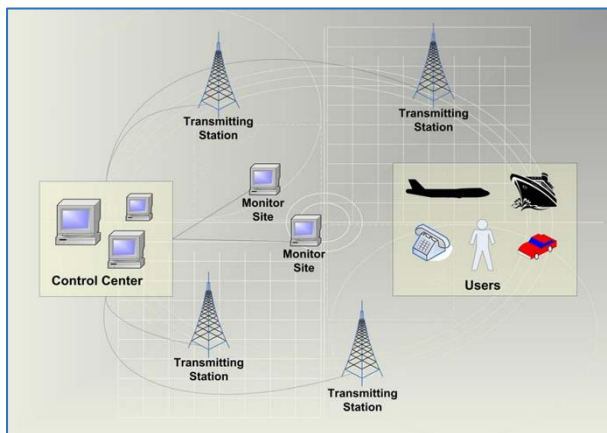 Transmitting
Station
Transmitting
Station
Monitor
Site
Monitor
Site
Control Center
Users
Transmitting
Station
Transmitting
Station